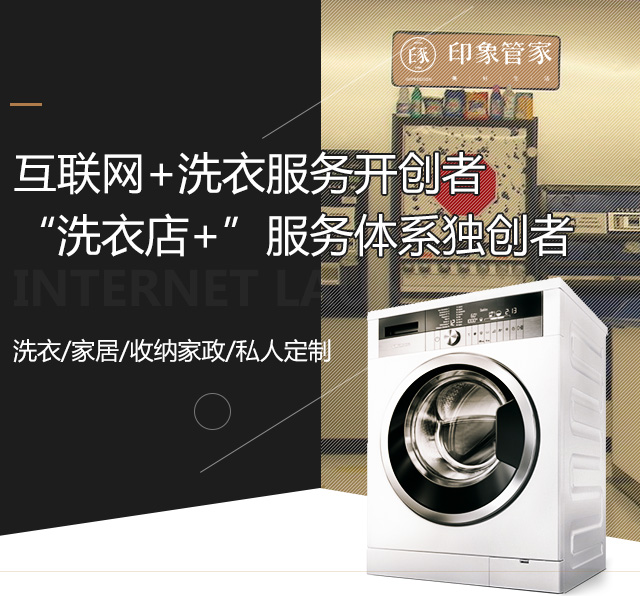 印象管家
互联网+洗衣服务开创者
“洗衣店+”服务体系独创者
INTERNET LAU
洗衣/家居/收纳家政/私人定制